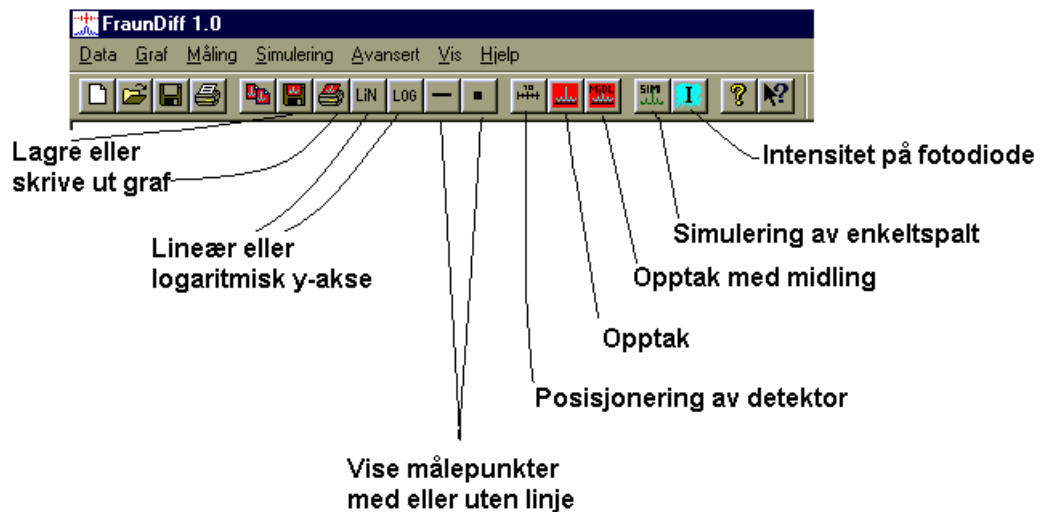 FraunDiff 1.0
Data Graf Måling Simulering Avansert Vis Hjelp
LiN LOG 10 MiDL SIM I ? ?
Lagre eller
skrive ut graf
Intensitet på fotodiode
Simulering av enkeltspalt
Lineær eller
logaritmisk y-akse
Opptak med midling
Opptak
Posisjonering av detektor
Vise målepunkter
med eller uten linje